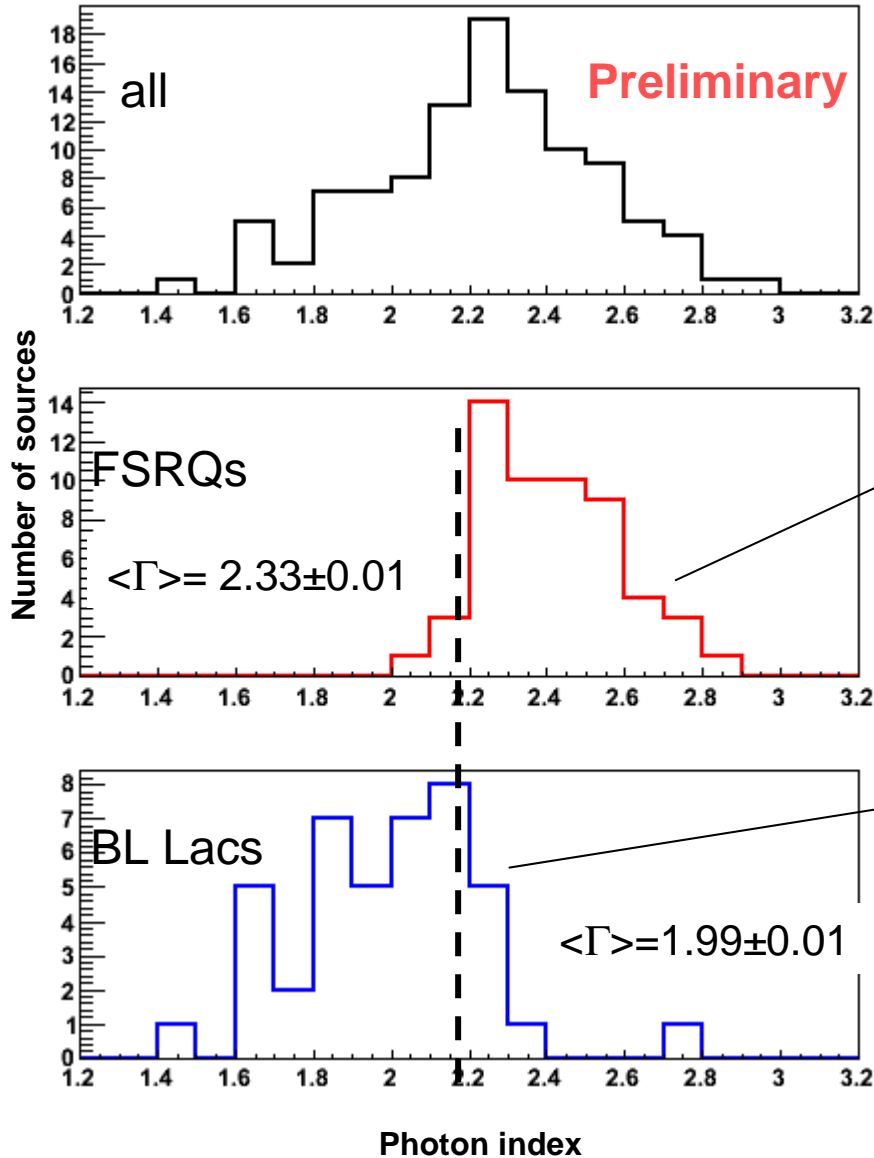 all
Preliminary
18
16
14
12
10
8
6
4
2
0
1.2 1.4 1.6 1.8 2 2.2 2.4 2.6 2.8 3 3.2
Number of sources
FSRQs
<Γ>= 2.33±0.01
14
12
10
8
6
4
2
0
1.2 1.4 1.6 1.8 2 2.2 2.4 2.6 2.8 3 3.2
BL Lacs
<Γ>=1.99±0.01
8
7
6
5
4
3
2
1
0
1.2 1.4 1.6 1.8 2 2.2 2.4 2.6 2.8 3 3.2
Photon index